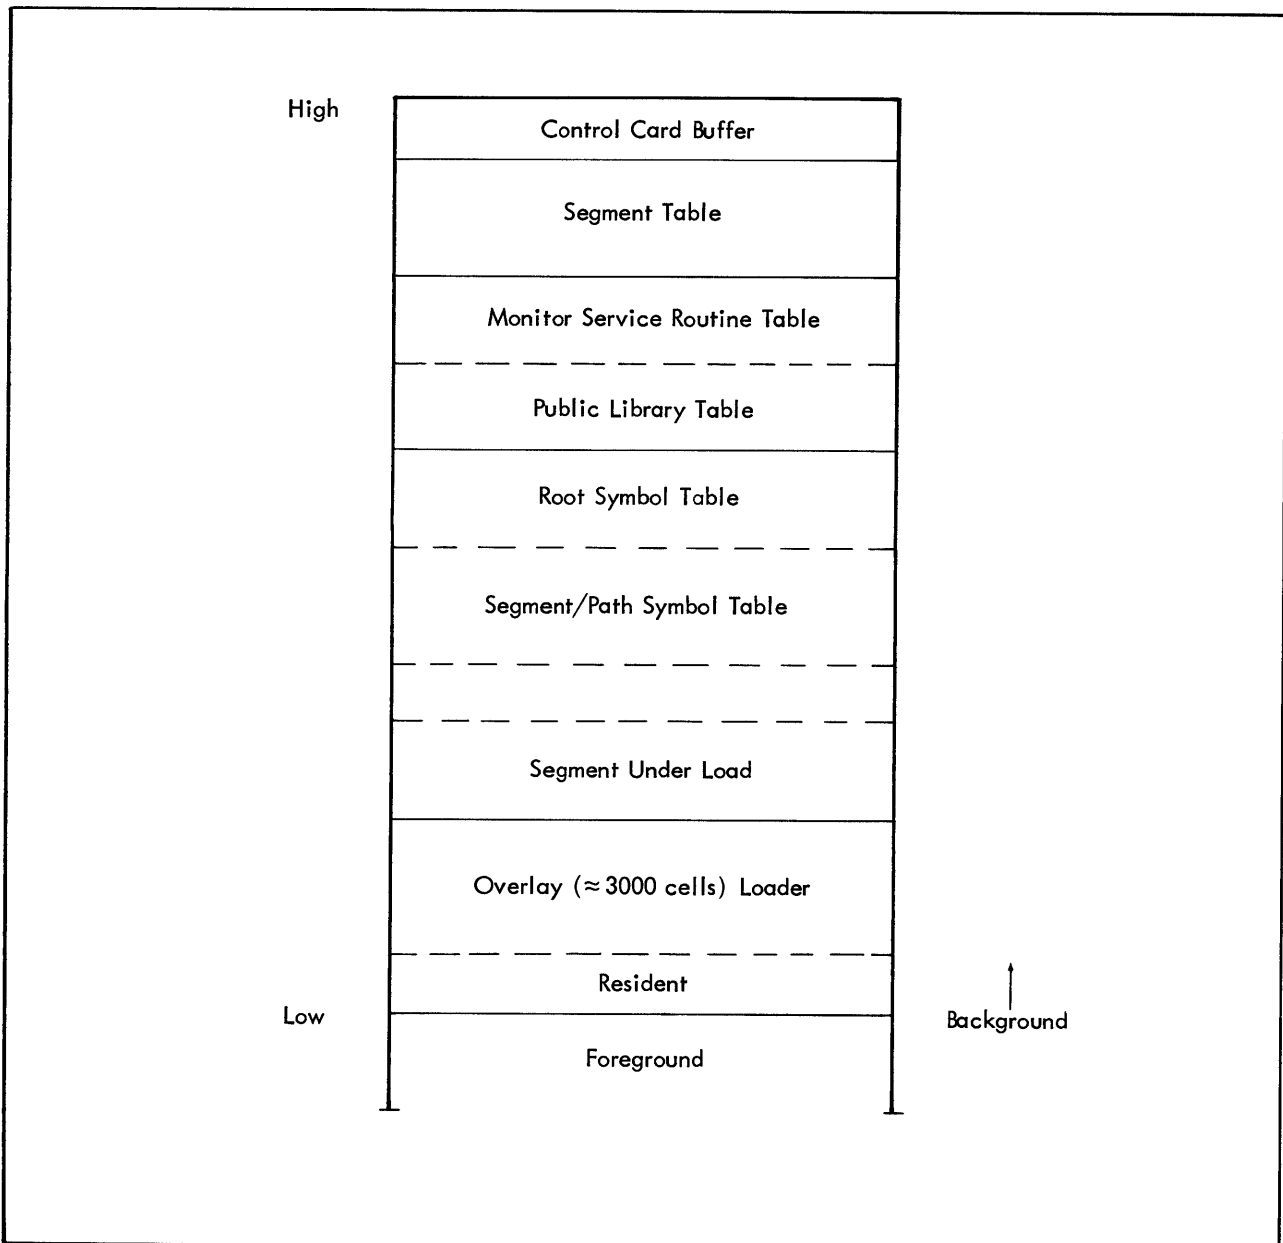 High
Control Card Buffer
Segment Table
Monitor Service Routine Table
Public Library Table
Root Symbol Table
Segment/Path Symbol Table
Segment Under Load
Overlay (≈3000 cells) Loader
Resident
Low
Background
Foreground